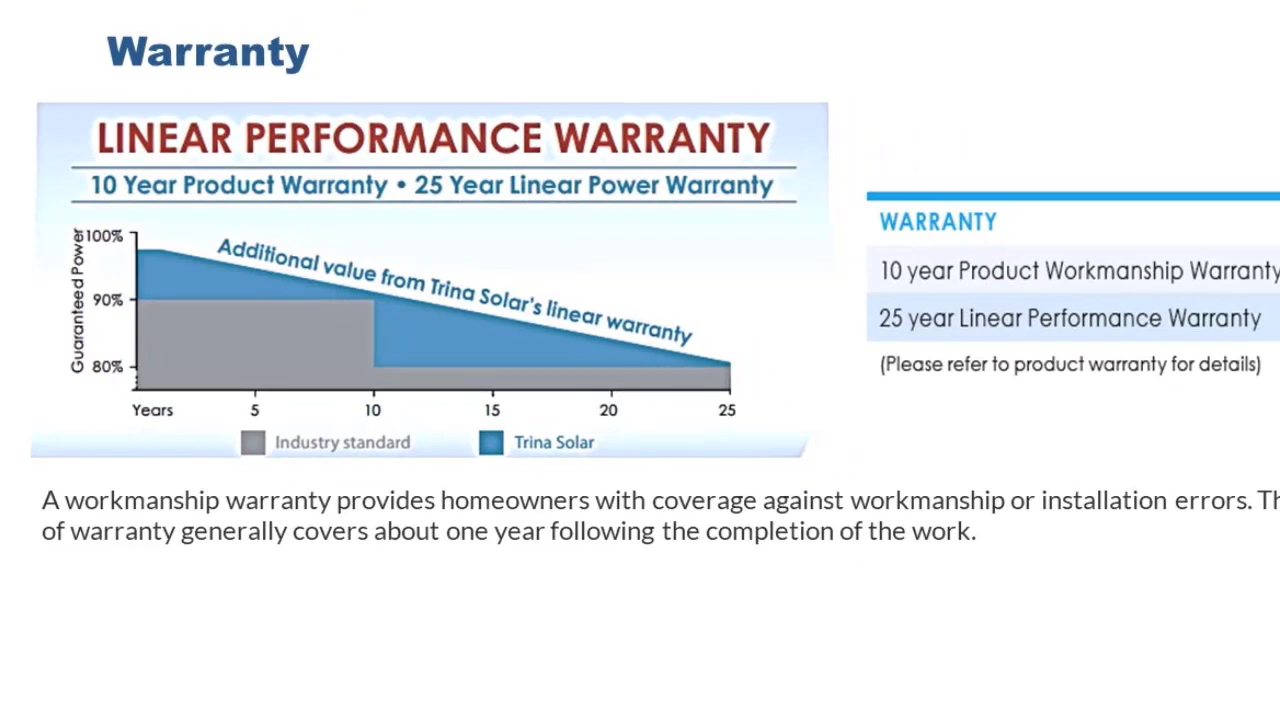 Warranty
LINEAR PERFORMANCE WARRANTY
10 Year Product Warranty • 25 Year Linear Power Warranty
Guaranteed Power
100%
90%
80%
Additional value from Trina Solar's linear warranty
Years 5 10 15 20 25
Industry standard Trina Solar
WARRANTY
10 year Product Workmanship Warranty
25 year Linear Performance Warranty
(Please refer to product warranty for details)
A workmanship warranty provides homeowners with coverage against workmanship or installation errors.
of warranty generally covers about one year following the completion of the work.